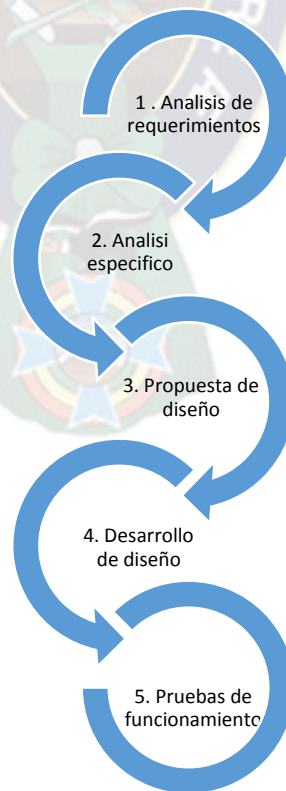 1 . Analisis de
requerimientos
2. Analisi
especifico
3. Propuesta de
diseño
4. Desarrollo
de diseño
5. Pruebas de
funcionamiento